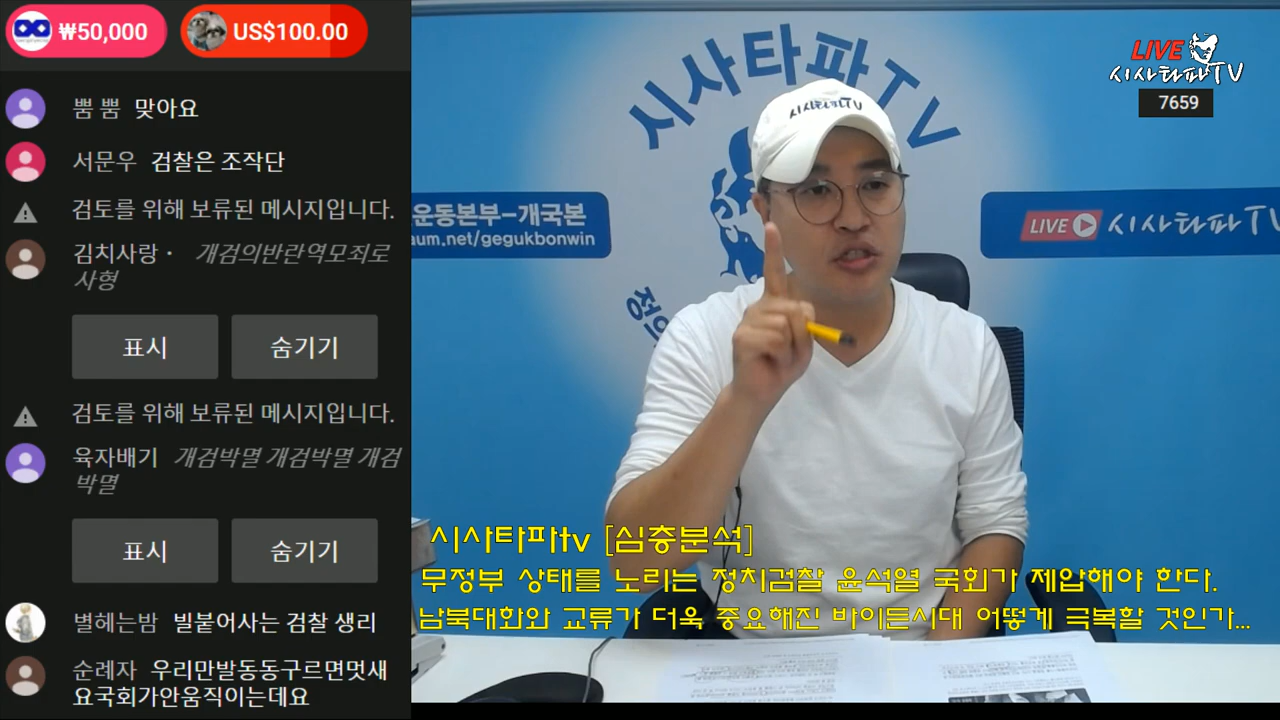 ₩50,000
US$100.00
뿜 뿜 맞아요
서문우 검찰은 조작단
검토를 위해 보류된 메시지입니다.
김치사랑· 개검의반란역모죄로
사형
표시 숨기기
검토를 위해 보류된 메시지입니다.
육자배기 개검박멸 개검박멸 개검
박멸
표시 숨기기
별헤는밤 빌붙어사는 검찰 생리
순례자 우리만발동동구르면멋새
요국회가안움직이는데요
시사타파TV
시사타파TV
운동본부-개국본
aum.net/gegukbonwin
LIVE
시사타파TV
7659
LIVE 시사타파TV
정의
시사타파tv [심층분석]
무정부 상태를 노리는 정치검찰 윤석열 국회가 제압해야 한다.
남북대화와 교류가 더욱 중요해진 바이든시대 어떻게 극복할 것인가...